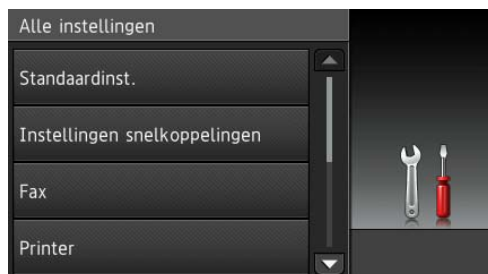 Alle instellingen
Standaardinst.
Instellingen snelkoppelingen
Fax
Printer